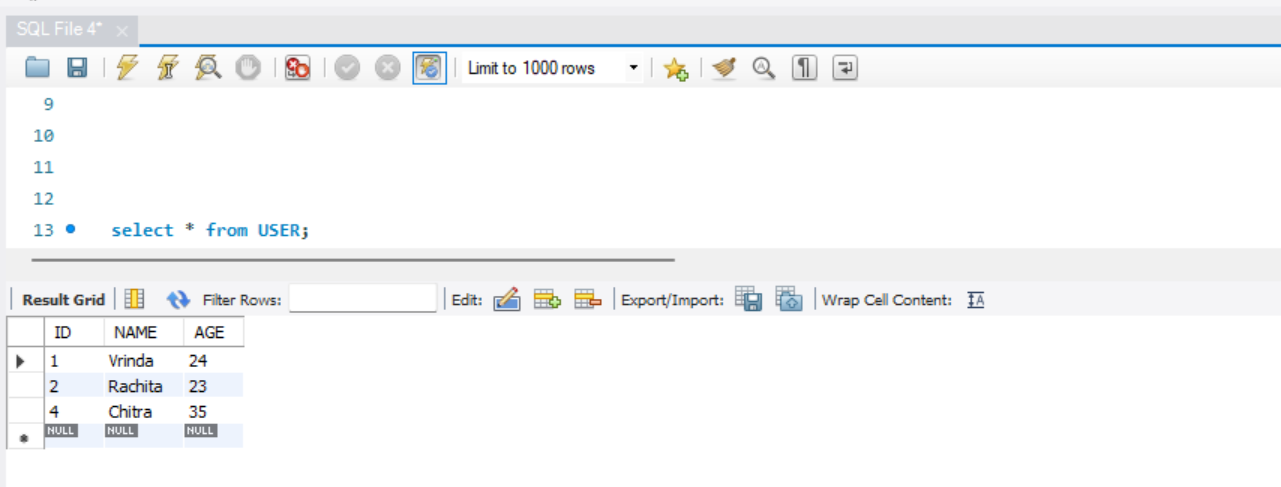 SQL File 4*
Limit to 1000 rows
9
10
11
12
13 select * from USER;
Result Grid Filter Rows: Edit: Export/Import: Wrap Cell Content: IA
ID NAME AGE
1 Vrinda 24
2 Rachita 23
4 Chitra 35
NULL NULL NULL